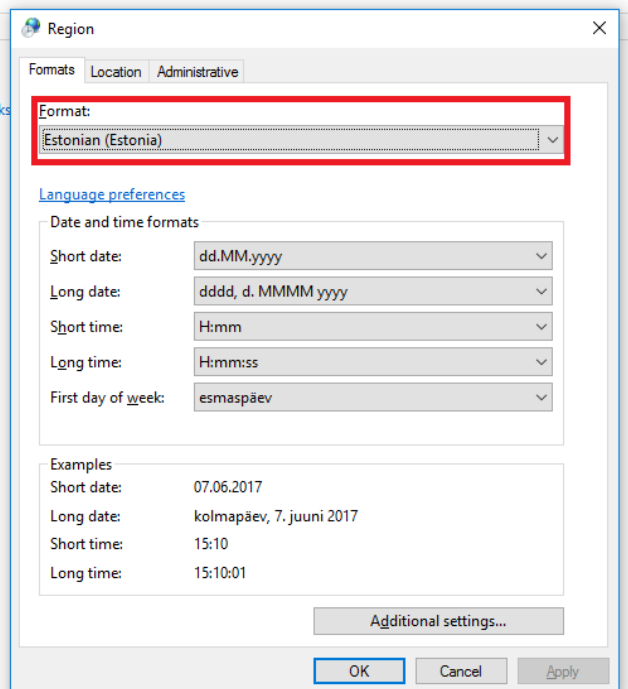 Region
Formats Location Administrative
Format:
Estonian (Estonia)
Language preferences
Date and time formats
Short date: dd.MM.yyyy
Long date: dddd, d. MMMM yyyy
Short time: H:mm
Long time: H:mm:ss
First day of week: esmaspäev
Examples
Short date: 07.06.2017
Long date: kolmapäev, 7. juuni 2017
Short time: 15:10
Long time: 15:10:01
Additional settings...
OK Cancel Apply